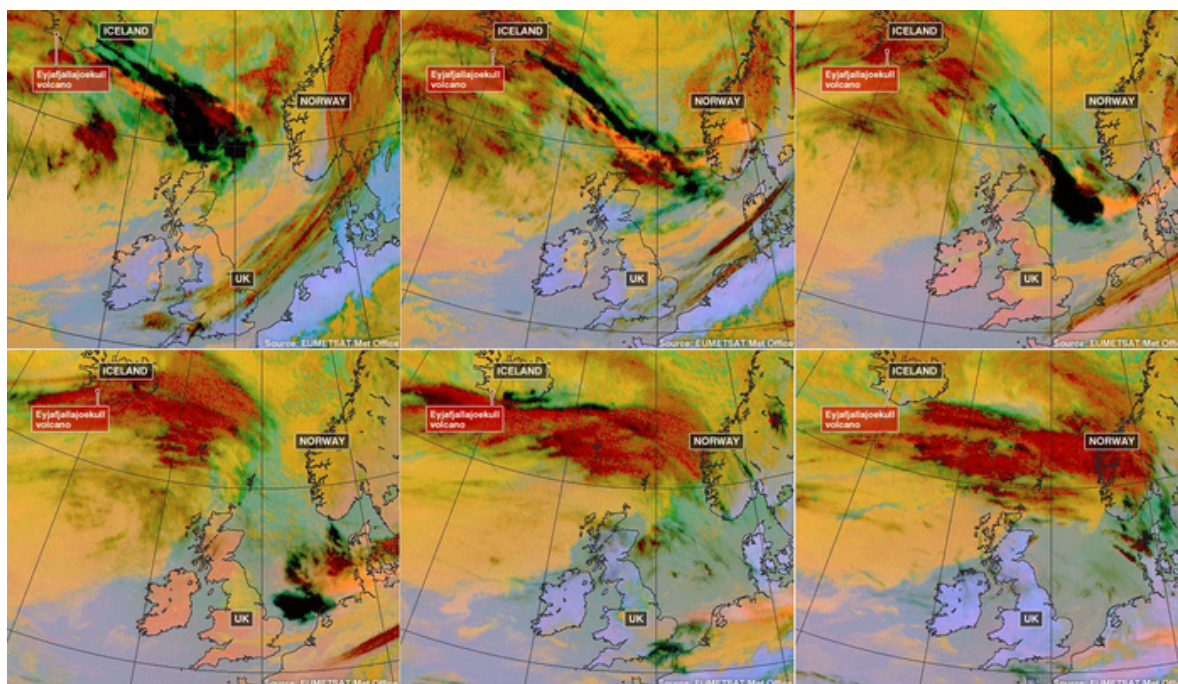 ICELAND
Eyjafjallajoekull
volcano
NORWAY
UK
Source: EUMETSAT/Met Office
ICELAND
Eyjafjallajoekull
volcano
NORWAY
UK
Source: EUMETSAT/Met Office
ICELAND
Eyjafjallajoekull
volcano
NORWAY
UK
Source: EUMETSAT/Met Office
ICELAND
Eyjafjallajoekull
volcano
NORWAY
UK
Source: EUMETSAT/Met Office
ICELAND
Eyjafjallajoekull
volcano
NORWAY
UK
Source: EUMETSAT/Met Office
ICELAND
Eyjafjallajoekull
volcano
NORWAY
UK
Source: EUMETSAT/Met Office